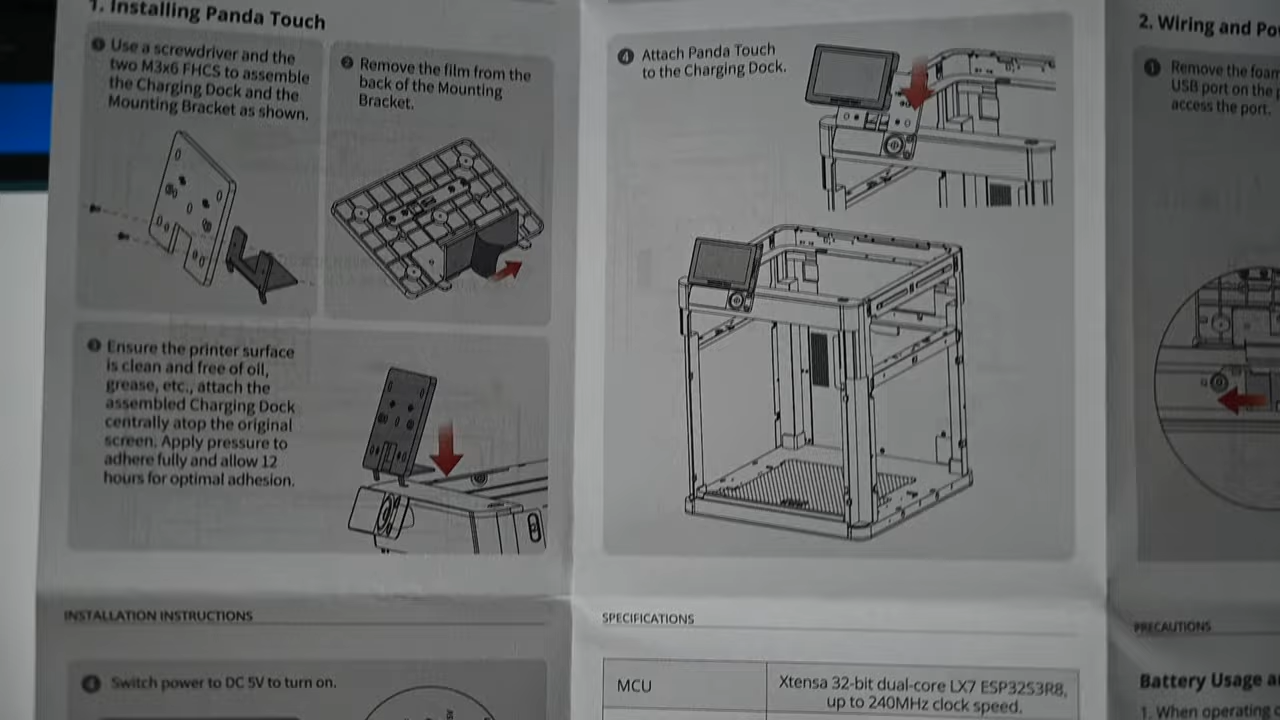 1. Installing Panda Touch
1 Use a screwdriver and the
two M3x6 FHCS to assemble
the Charging Dock and the
Mounting Bracket as shown.
2 Remove the film from the
back of the Mounting
Bracket.
3 Ensure the printer surface
is clean and free of oil,
grease, etc., attach the
assembled Charging Dock
centrally atop the original
screen. Apply pressure to
adhere fully and allow 12
hours for optimal adhesion.
4 Attach Panda Touch
to the Charging Dock.
2. Wiring and Po
1 Remove the foam
USB port on the
access the port.
INSTALLATION INSTRUCTIONS
4 Switch power to DC 5V to turn on.
SPECIFICATIONS
MCU
Xtensa 32-bit dual-core LX7 ESP32S3R8,
up to 240MHz clock speed.
PRECAUTIONS
Battery Usage a
1. When operating